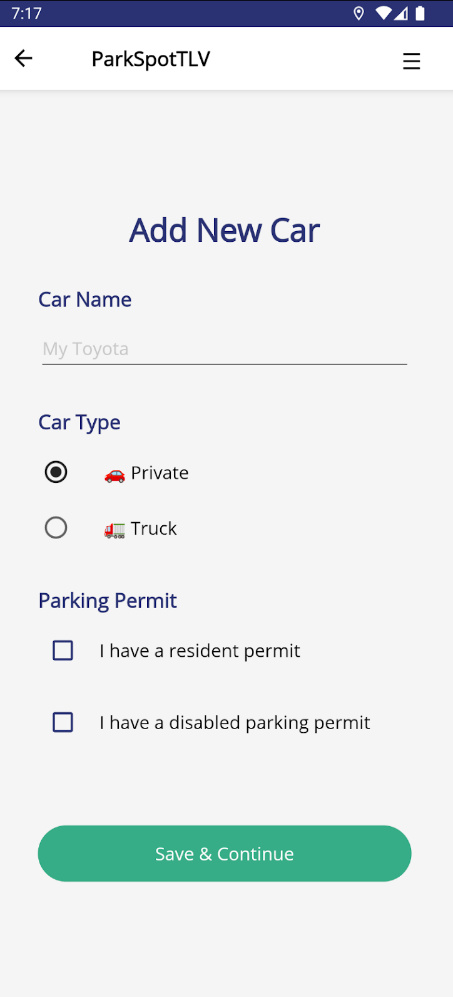 7:17
ParkSpotTLV
Add New Car
Car Name
My Toyota
Car Type
🚗 Private
🚛 Truck
Parking Permit
I have a resident permit
I have a disabled parking permit
Save & Continue